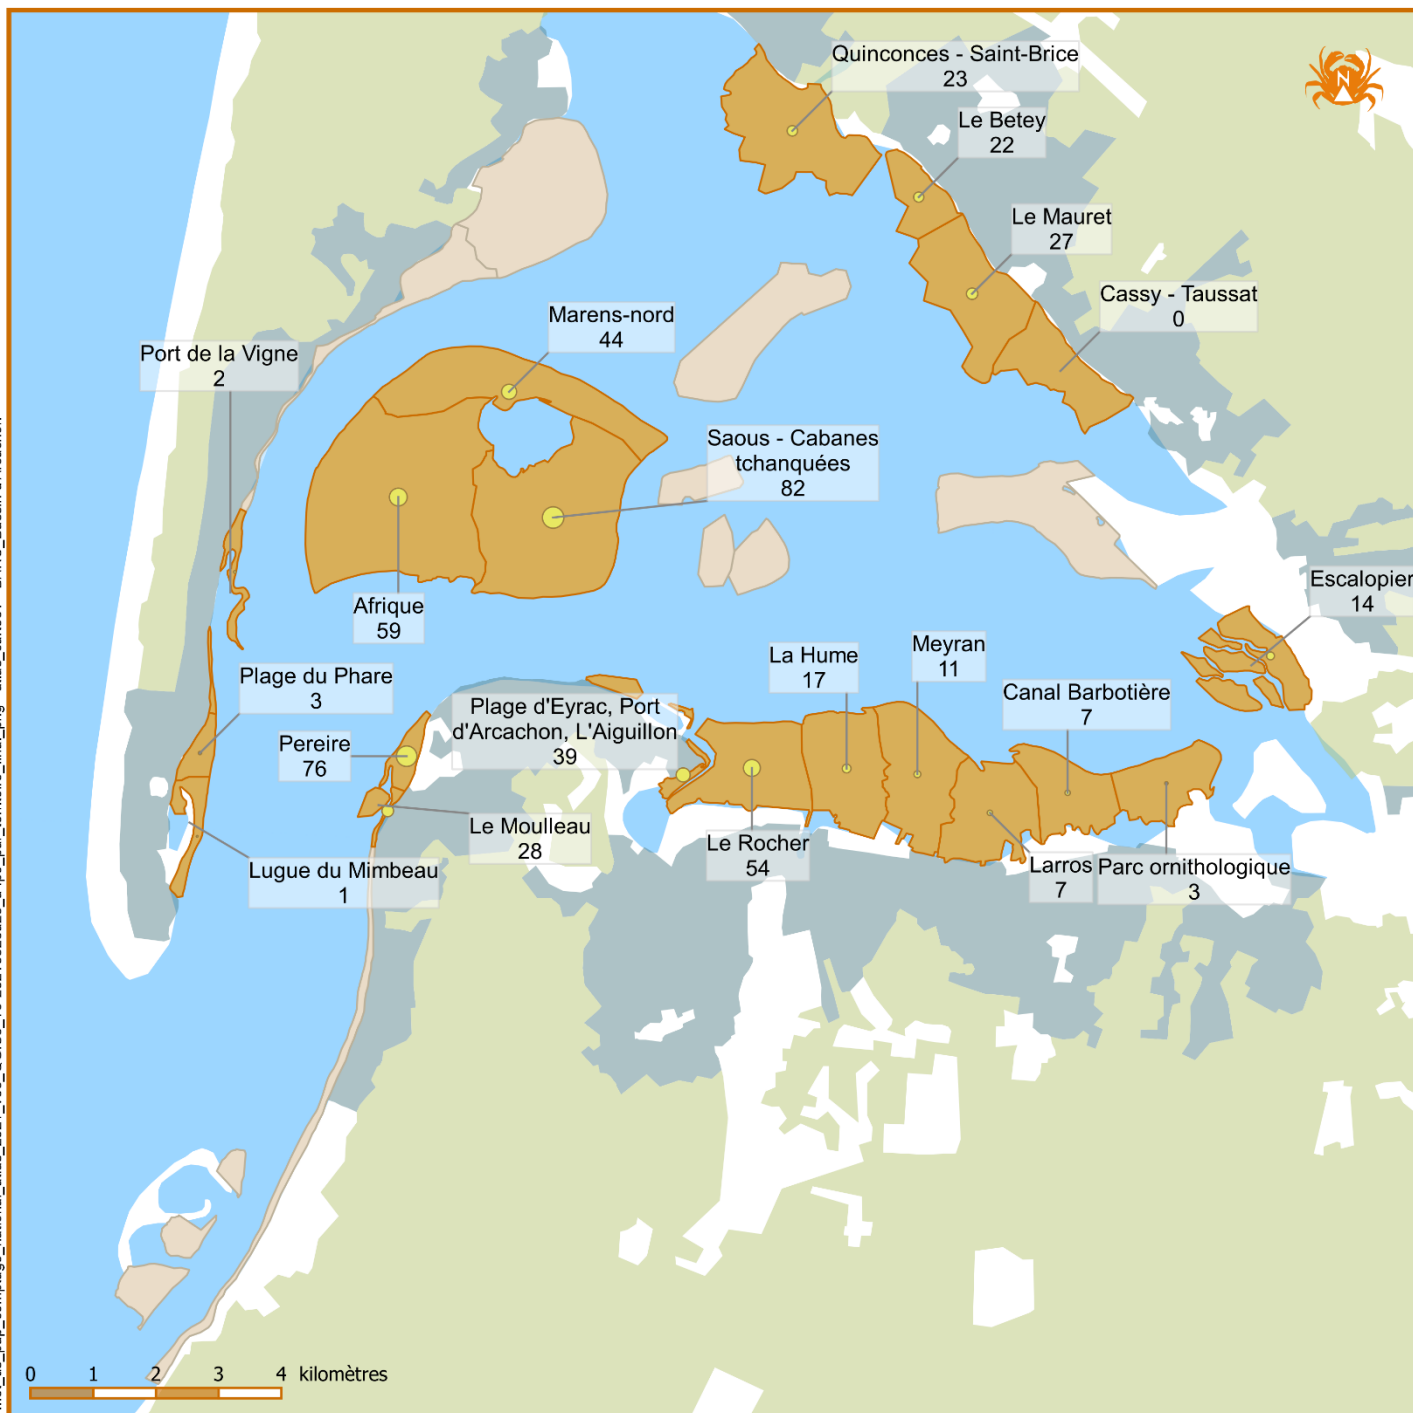 Quinconces - Saint-Brice
23
Le Betey
22
Le Mauret
27
Cassy - Taussat
0
Marens-nord
44
Port de la Vigne
2
Saous - Cabanes
tchanquées
82
Afrique
59
Escalopier
14
La Hume
17
Meyran
11
Canal Barbotière
7
Plage du Phare
3
Plage d'Eyrac, Port
d'Arcachon, L'Aiguillon
39
Pereire
76
Le Moulleau
28
Le Rocher
54
Lugue du Mimbeau
1
Larros
7
Parc ornithologique
3
N
0 1 2 3 4 kilomètres